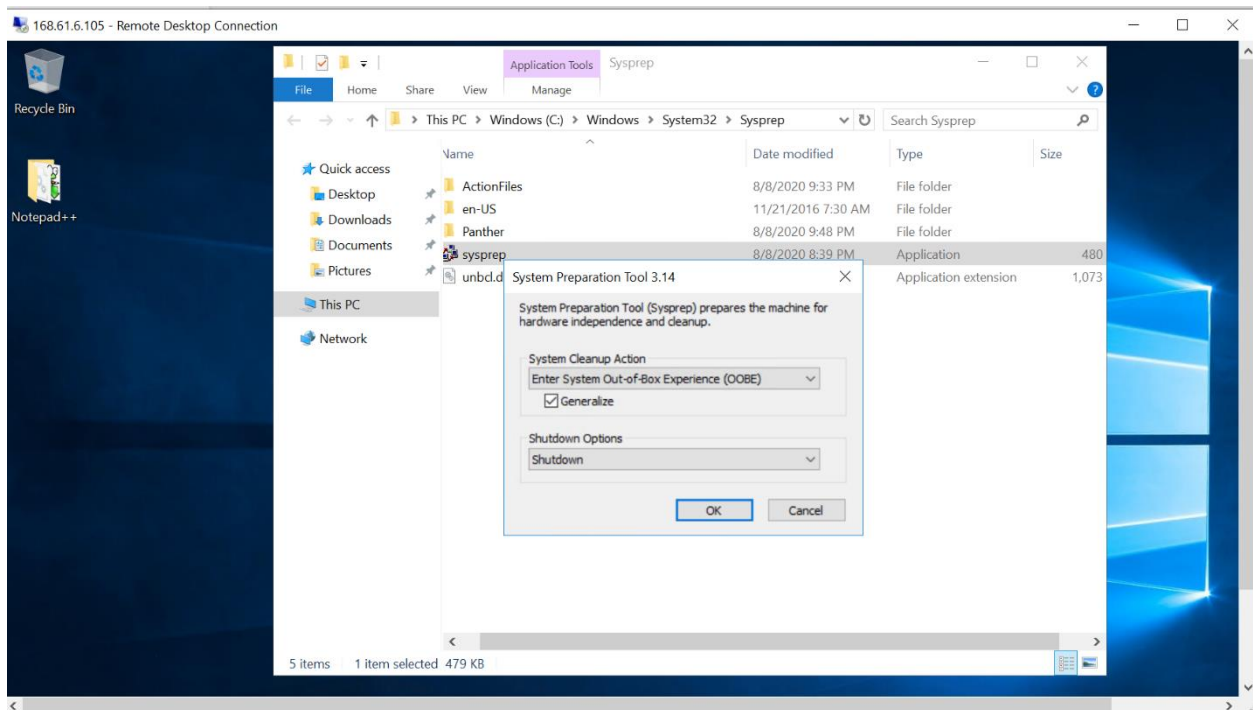 168.61.6.105 - Remote Desktop Connection
Recycle Bin
Notepad++
Application Tools
Sysprep
File
Home
Share
View
Manage
This PC > Windows (C:) > Windows > System32 > Sysprep
Search Sysprep
Quick access
Desktop
Downloads
Documents
Pictures
This PC
Network
Name Date modified Type Size
ActionFiles 8/8/2020 9:33 PM File folder
en-US 11/21/2016 7:30 AM File folder
Panther 8/8/2020 9:48 PM File folder
sysprep 8/8/2020 8:39 PM Application 480
unbcl.d Application extension 1,073
System Preparation Tool 3.14
System Preparation Tool (Sysprep) prepares the machine for
hardware independence and cleanup.
System Cleanup Action
Enter System Out-of-Box Experience (OOBE)
Generalize
Shutdown Options
Shutdown
OK
Cancel
5 items 1 item selected 479 KB